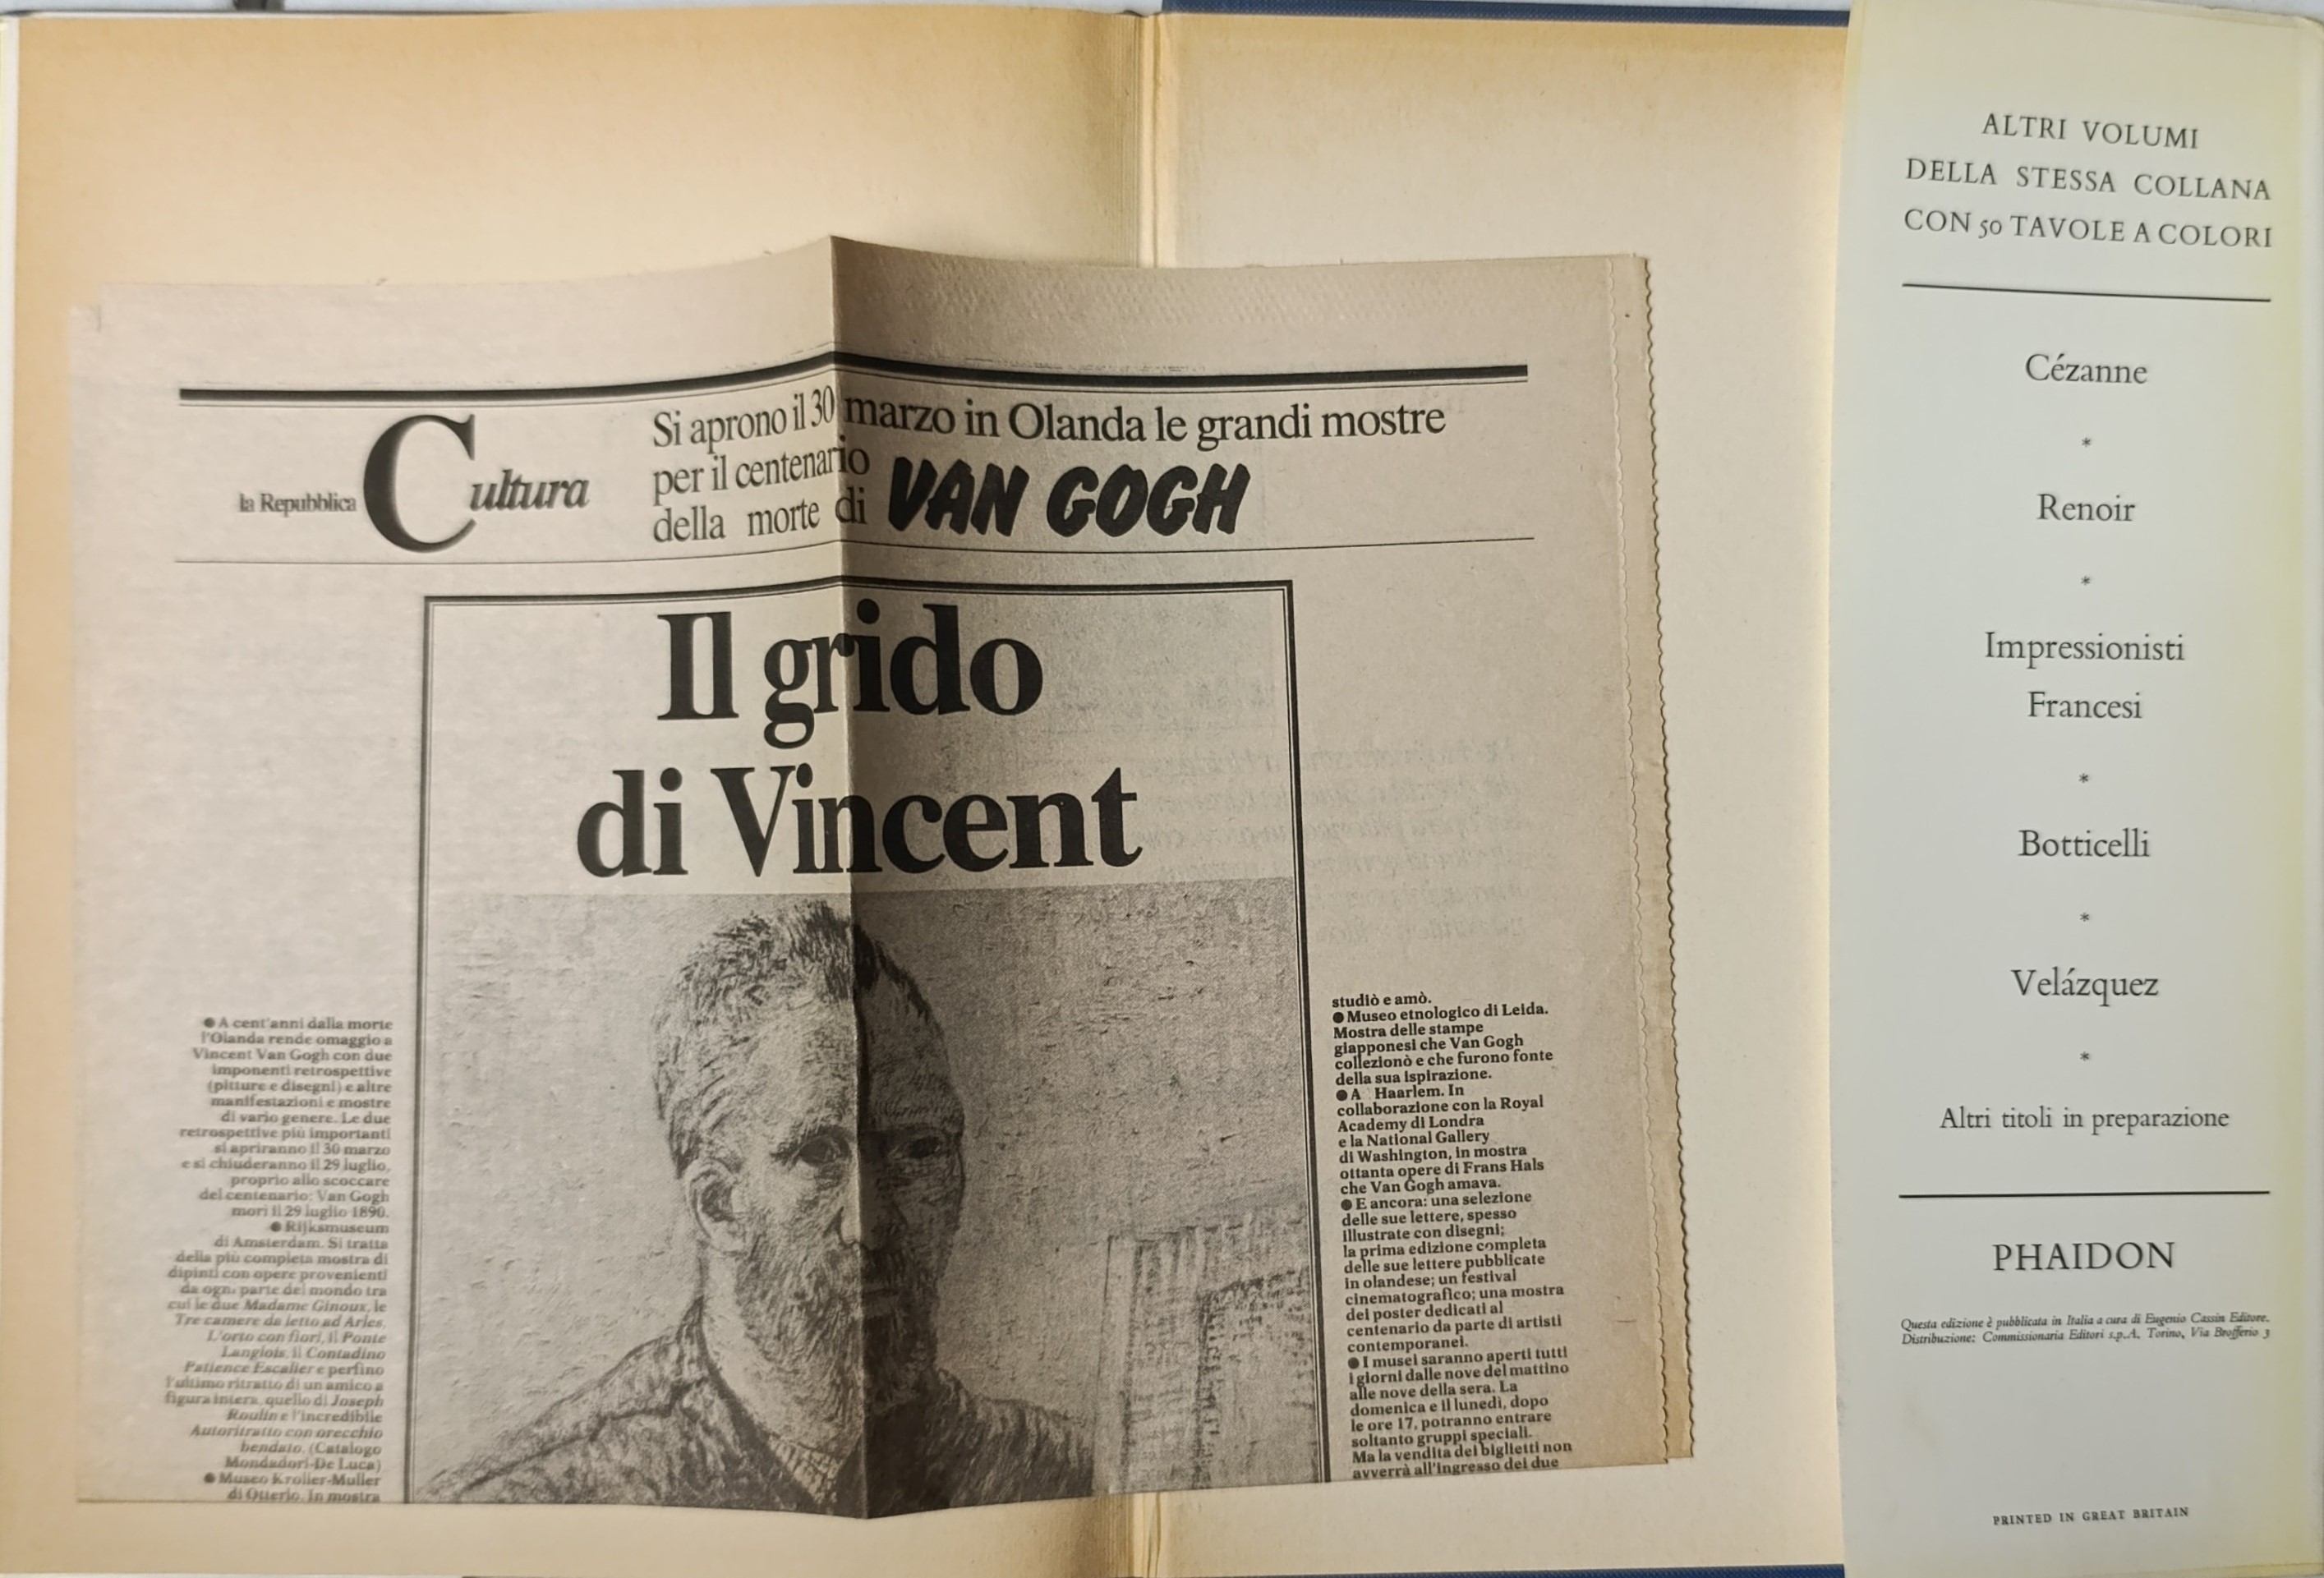 la Repubblica Cultura
Si aprono il 30 marzo in Olanda le grandi mostre
per il centenario
della morte di VAN GOGH
Il grido
di Vincent
● A cent'anni dalla morte
l'Olanda rende omaggio a
Vincent Van Gogh con due
imponenti retrospettive
(pitture e disegni) e altre
manifestazioni e mostre
di vario genere. Le due
retrospettive più importanti
si apriranno il 30 marzo
e si chiuderanno il 29 luglio,
proprio allo scoccare
del centenario: Van Gogh
morì il 29 luglio 1890.
● Rijksmuseum
di Amsterdam. Si tratta
della più completa mostra di
dipinti con opere provenienti
da ogni parte del mondo tra
cui le due Madame Ginoux, le
Tre camere da letto ad Arles,
L'orto con fiori, il Ponte
Langlois, il Contadino
Patience Escalier e perfino
l'ultimo ritratto di un amico a
figura intera, quello di Joseph
Roulin e l'incredibile
Autoritratto con orecchio
bendato. (Catalogo
Mondadori-De Luca)
● Museo Kroller-Muller
di Otterlo. In mostra
studiò e amò.
● Museo etnologico di Leida.
Mostra delle stampe
giapponesi che Van Gogh
collezionò e che furono fonte
della sua ispirazione.
● A Haarlem. In
collaborazione con la Royal
Academy di Londra
e la National Gallery
di Washington, in mostra
ottanta opere di Frans Hals
che Van Gogh amava.
● E ancora: una selezione
delle sue lettere, spesso
illustrate con disegni;
la prima edizione completa
delle sue lettere pubblicate
in olandese; un festival
cinematografico; una mostra
dei poster dedicati al
centenario da parte di artisti
contemporanei.
● I musei saranno aperti tutti
i giorni dalle nove del mattino
alle nove della sera. La
domenica e il lunedì, dopo
le ore 17, potranno entrare
soltanto gruppi speciali.
Ma la vendita dei biglietti non
avverrà all'ingresso dei due
ALTRI VOLUMI
DELLA STESSA COLLANA
CON 50 TAVOLE A COLORI
Cézanne
*
Renoir
*
Impressionisti
Francesi
*
Botticelli
*
Velázquez
*
Altri titoli in preparazione
PHAIDON
Questa edizione è pubblicata in Italia a cura di Eugenio Cassin Editore.
Distribuzione: Commissionaria Editori s.p.A. Torino, Via Brofferio 3
PRINTED IN GREAT BRITAIN